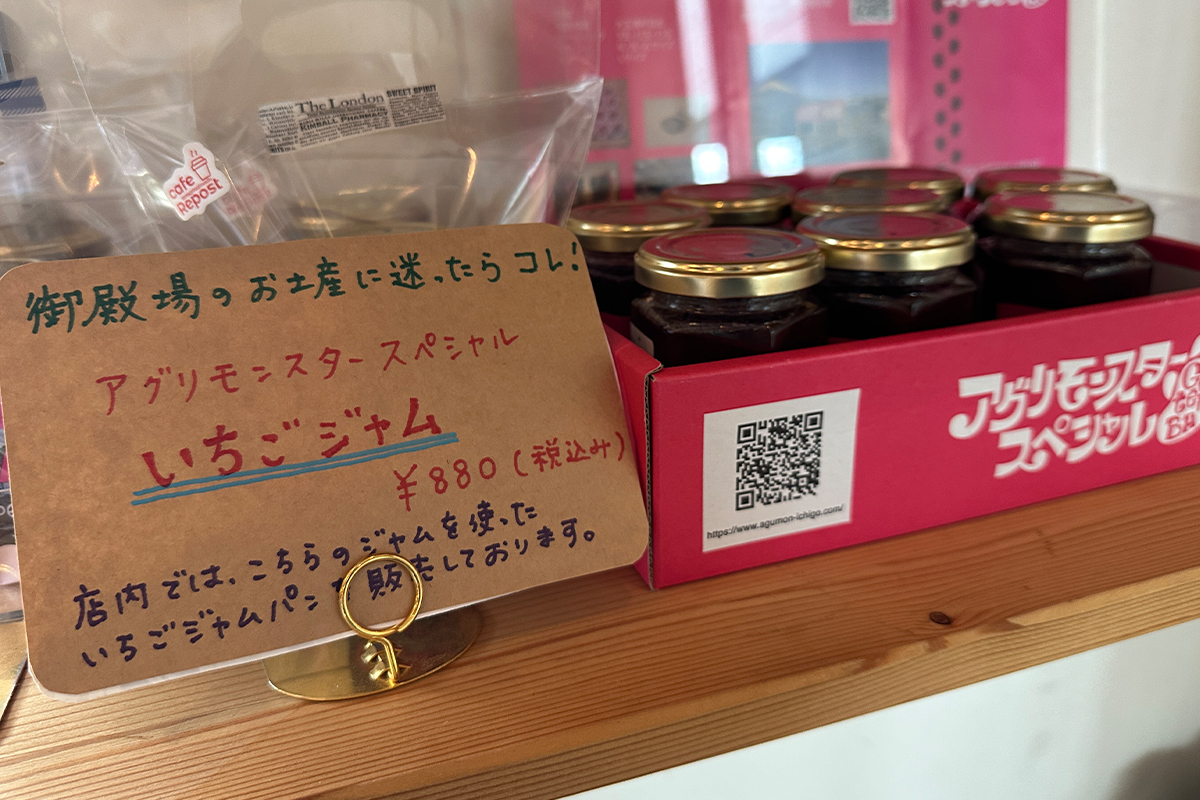 The London
SWEET SPIRIT
KIMBALL PHARMACY
cafe
Repost
御殿場のお土産に迷ったらコレ!
アグリモンスタースペシャル
いちごジャム
¥880(税込み)
店内では、こちらのジャムを使った
いちごジャムパンを販売しております。
https://www.agumon-ichigo.com/
アグリモンスター
スペシャル